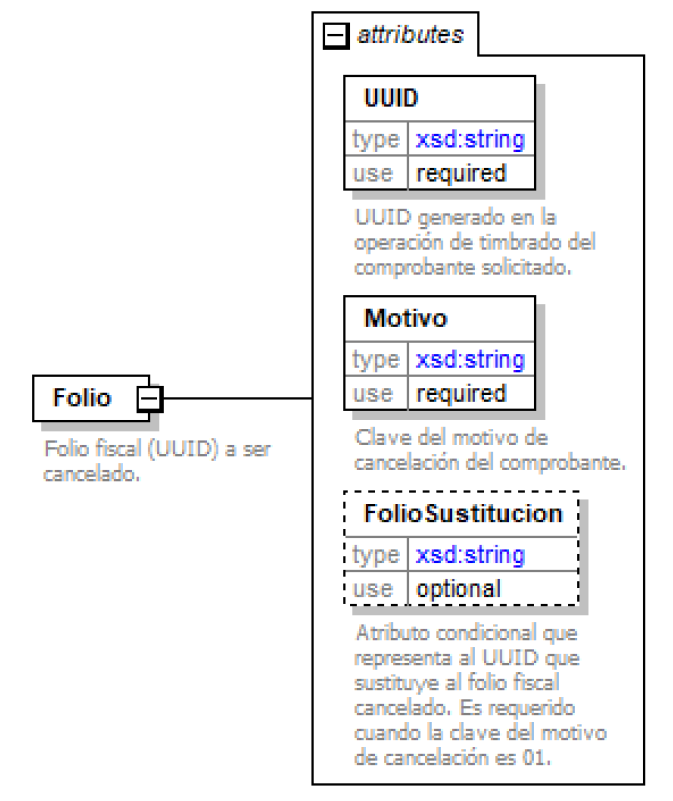 attributes
UUID
type xsd:string
use required
UUID generado en la
operación de timbrado del
comprobante solicitado.
Motivo
type xsd:string
use required
Clave del motivo de
cancelación del comprobante.
Folio
Folio fiscal (UUID) a ser
cancelado.
FolioSustitucion
type xsd:string
use optional
Atributo condicional que
representa al UUID que
sustituye al folio fiscal
cancelado. Es requerido
cuando la clave del motivo
de cancelación es 01.